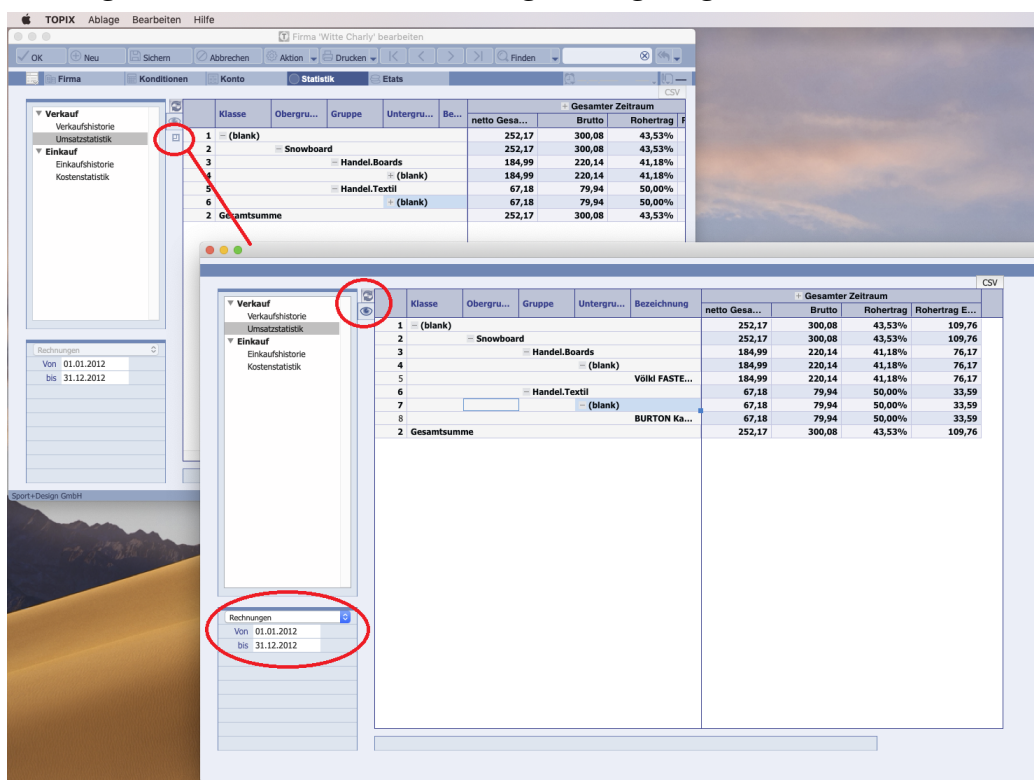 TOPIX Ablage Bearbeiten Hilfe
Firma 'Witte Charly' bearbeiten
OK Neu Sichern Abbrechen Aktion Drucken Finden
Firma Konditionen Konto Statistik Etats
CSV
Verkauf
Verkaufshistorie
Umsatzstatistik
Einkauf
Einkaufshistorie
Kostenstatistik
Klasse Obergru... Gruppe Untergru... Be... Gesamter Zeitraum
netto Gesa... Brutto Rohertrag
1 (blank) 252,17 300,08 43,53%
2 Snowboard 252,17 300,08 43,53%
3 Handel.Boards 184,99 220,14 41,18%
4 (blank) 184,99 220,14 41,18%
5 Handel.Textil 67,18 79,94 50,00%
6 (blank) 67,18 79,94 50,00%
2 Gesamtsumme 252,17 300,08 43,53%
Rechnungen
Von 01.01.2012
bis 31.12.2012
Sport+Design GmbH
CSV
Verkauf
Verkaufshistorie
Umsatzstatistik
Einkauf
Einkaufshistorie
Kostenstatistik
Klasse Obergru... Gruppe Untergru... Bezeichnung Gesamter Zeitraum
netto Gesa... Brutto Rohertrag Rohertrag E...
1 (blank) 252,17 300,08 43,53% 109,76
2 Snowboard 252,17 300,08 43,53% 109,76
3 Handel.Boards 184,99 220,14 41,18% 76,17
4 (blank) 184,99 220,14 41,18% 76,17
5 Völkl FASTE... 184,99 220,14 41,18% 76,17
6 Handel.Textil 67,18 79,94 50,00% 33,59
7 (blank) 67,18 79,94 50,00% 33,59
8 BURTON Ka... 67,18 79,94 50,00% 33,59
2 Gesamtsumme 252,17 300,08 43,53% 109,76
Rechnungen
Von 01.01.2012
bis 31.12.2012